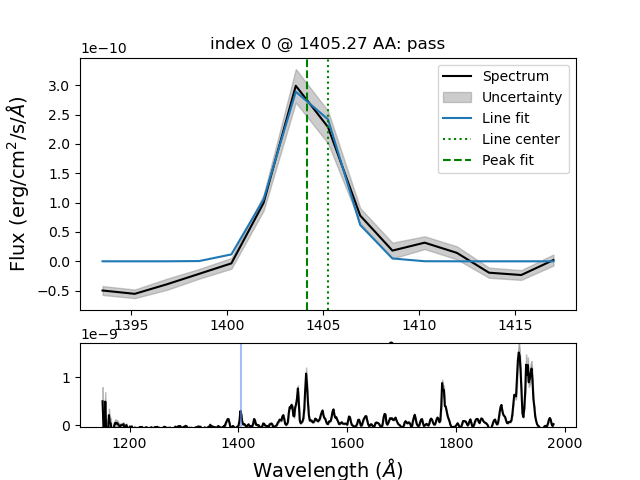 index 0 @ 1405.27 AA: pass
1e−10
3.0
2.5
2.0
1.5
1.0
0.5
0.0
−0.5
Flux (erg/cm²/s/Å)
Spectrum
Uncertainty
Line fit
Line center
Peak fit
1395 1400 1405 1410 1415
1e−9
1
0
1200 1400 1600 1800 2000
Wavelength (Å)